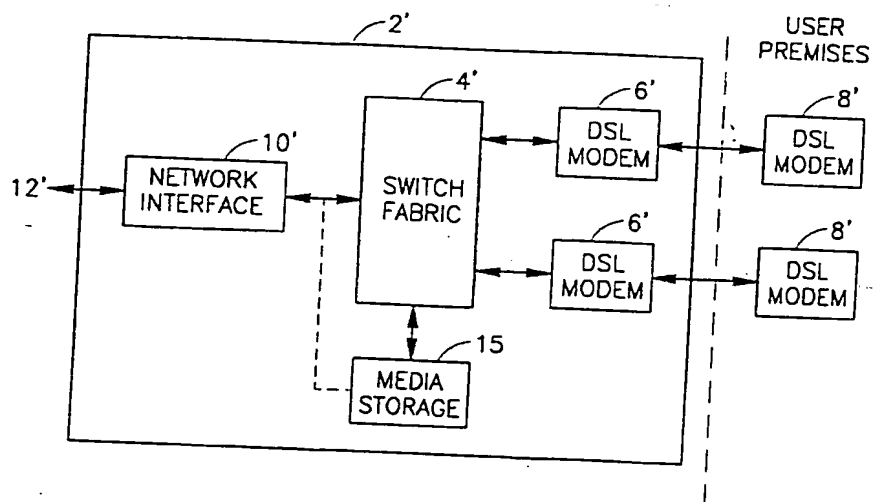 USER
PREMISES
2'
4'
6'
8'
DSL
MODEM
DSL
MODEM
10'
NETWORK
INTERFACE
12'
SWITCH
FABRIC
6'
8'
DSL
MODEM
DSL
MODEM
15
MEDIA
STORAGE